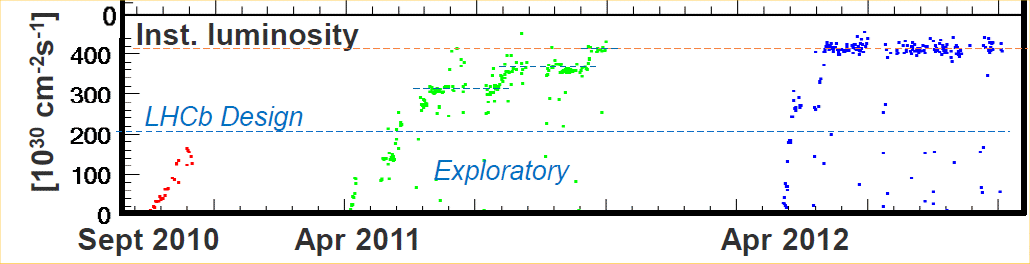 0
Inst. luminosity
400
300
LHCb Design
200
100
Exploratory
0
[10³⁰ cm⁻²s⁻¹]
Sept 2010 Apr 2011 Apr 2012